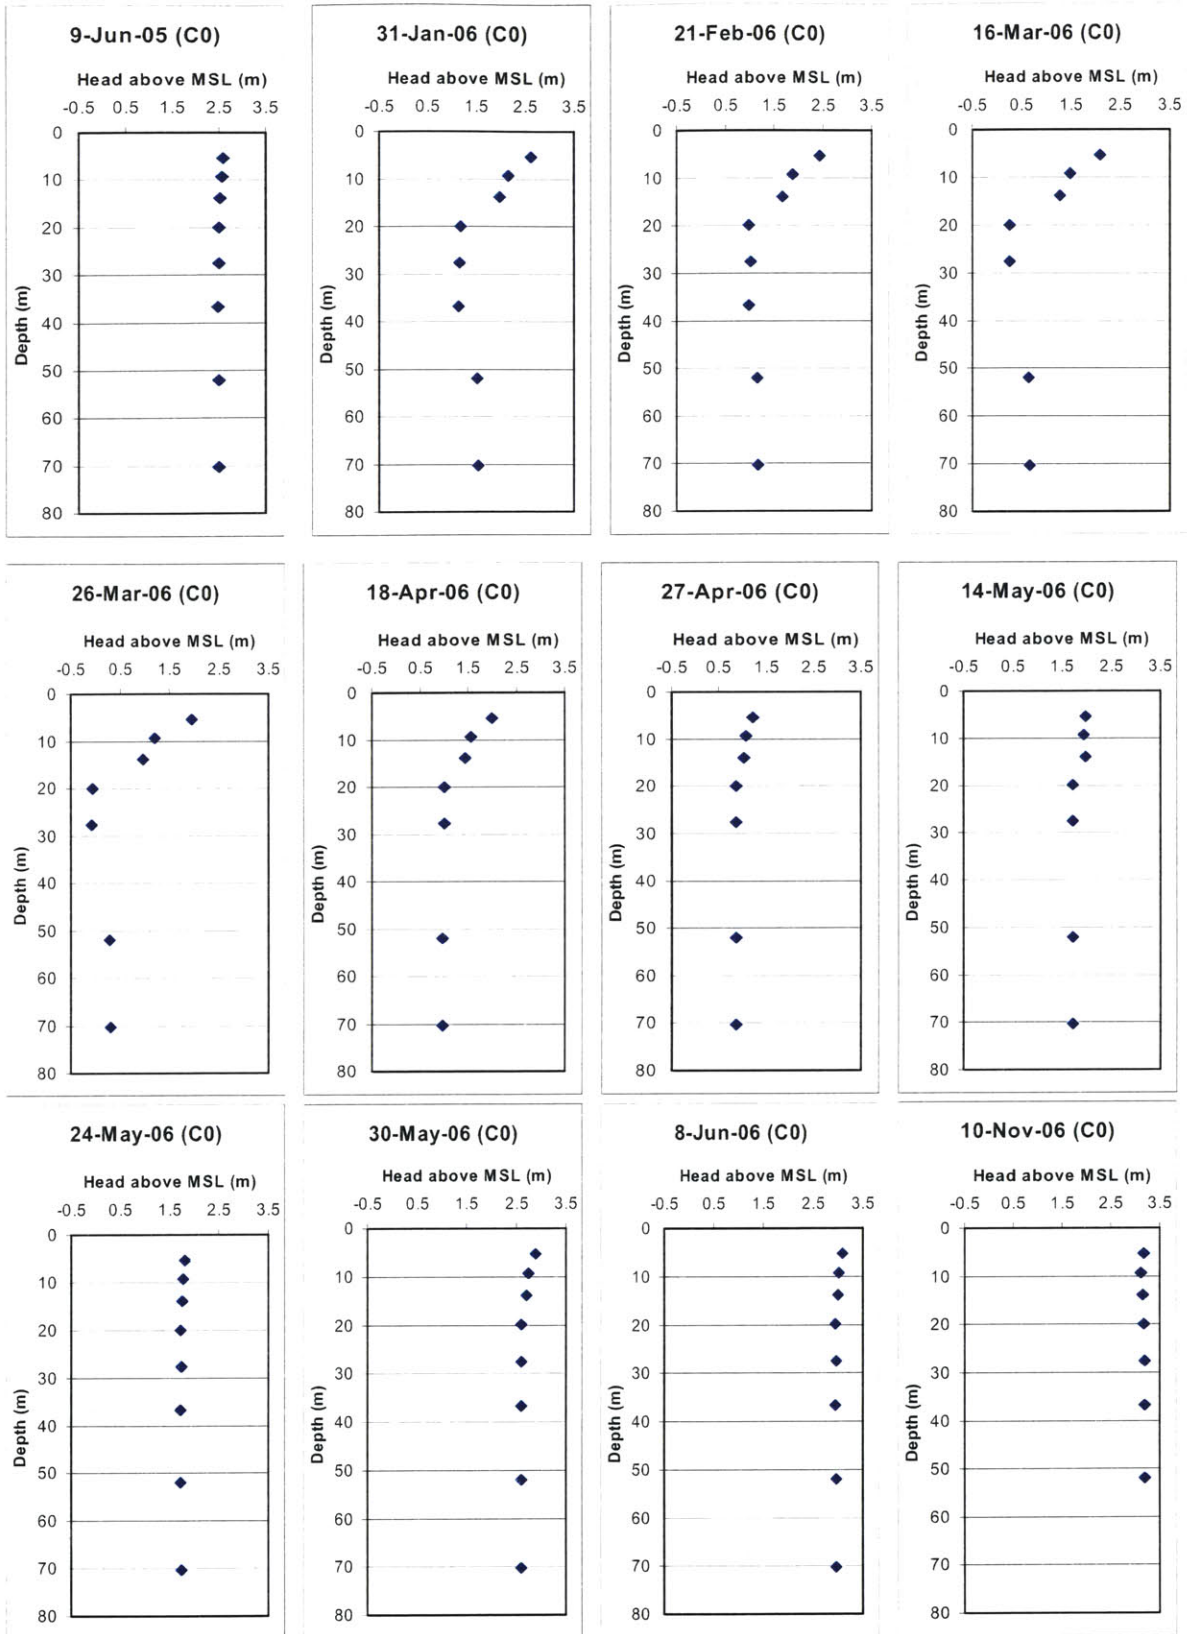 9-Jun-05 (C0)
Head above MSL (m)
-0.5 0.5 1.5 2.5 3.5
0
10
20
30
40
50
60
70
80
Depth (m)
31-Jan-06 (C0)
Head above MSL (m)
-0.5 0.5 1.5 2.5 3.5
0
10
20
30
40
50
60
70
80
Depth (m)
21-Feb-06 (C0)
Head above MSL (m)
-0.5 0.5 1.5 2.5 3.5
0
10
20
30
40
50
60
70
80
Depth (m)
16-Mar-06 (C0)
Head above MSL (m)
-0.5 0.5 1.5 2.5 3.5
0
10
20
30
40
50
60
70
80
Depth (m)
26-Mar-06 (C0)
Head above MSL (m)
-0.5 0.5 1.5 2.5 3.5
0
10
20
30
40
50
60
70
80
Depth (m)
18-Apr-06 (C0)
Head above MSL (m)
-0.5 0.5 1.5 2.5 3.5
0
10
20
30
40
50
60
70
80
Depth (m)
27-Apr-06 (C0)
Head above MSL (m)
-0.5 0.5 1.5 2.5 3.5
0
10
20
30
40
50
60
70
80
Depth (m)
14-May-06 (C0)
Head above MSL (m)
-0.5 0.5 1.5 2.5 3.5
0
10
20
30
40
50
60
70
80
Depth (m)
24-May-06 (C0)
Head above MSL (m)
-0.5 0.5 1.5 2.5 3.5
0
10
20
30
40
50
60
70
80
Depth (m)
30-May-06 (C0)
Head above MSL (m)
-0.5 0.5 1.5 2.5 3.5
0
10
20
30
40
50
60
70
80
Depth (m)
8-Jun-06 (C0)
Head above MSL (m)
-0.5 0.5 1.5 2.5 3.5
0
10
20
30
40
50
60
70
80
Depth (m)
10-Nov-06 (C0)
Head above MSL (m)
-0.5 0.5 1.5 2.5 3.5
0
10
20
30
40
50
60
70
80
Depth (m)